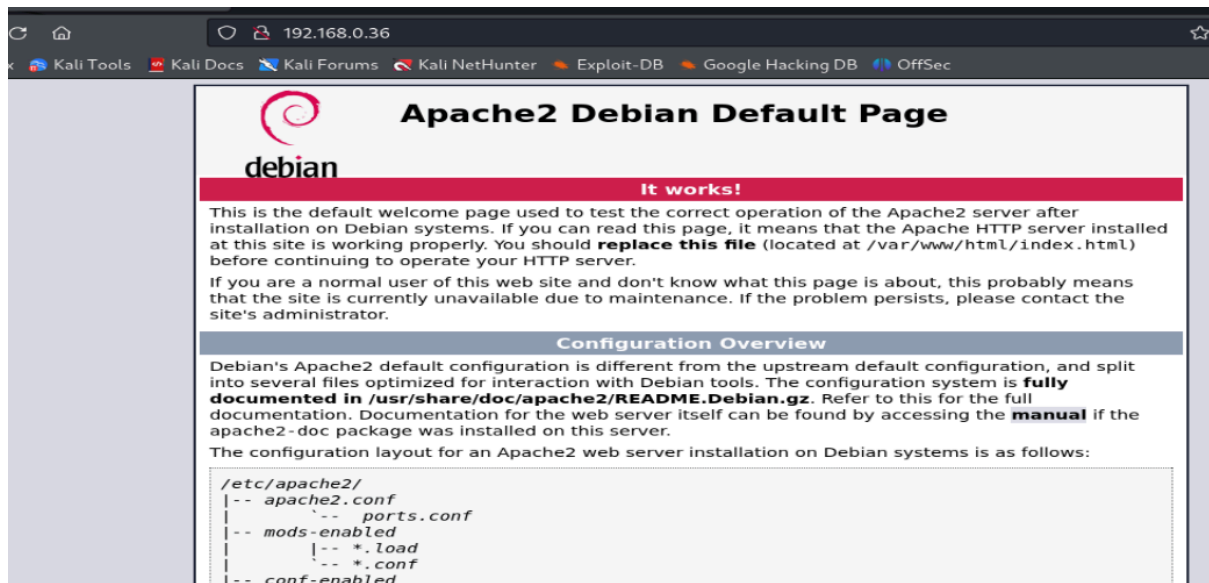 192.168.0.36
Kali Tools Kali Docs Kali Forums Kali NetHunter Exploit-DB Google Hacking DB OffSec
Apache2 Debian Default Page
debian
It works!
This is the default welcome page used to test the correct operation of the Apache2 server after
installation on Debian systems. If you can read this page, it means that the Apache HTTP server installed
at this site is working properly. You should replace this file (located at /var/www/html/index.html)
before continuing to operate your HTTP server.
If you are a normal user of this web site and don't know what this page is about, this probably means
that the site is currently unavailable due to maintenance. If the problem persists, please contact the
site's administrator.
Configuration Overview
Debian's Apache2 default configuration is different from the upstream default configuration, and split
into several files optimized for interaction with Debian tools. The configuration system is fully
documented in /usr/share/doc/apache2/README.Debian.gz. Refer to this for the full
documentation. Documentation for the web server itself can be found by accessing the manual if the
apache2-doc package was installed on this server.
The configuration layout for an Apache2 web server installation on Debian systems is as follows:
/etc/apache2/
|-- apache2.conf
|       `--  ports.conf
|-- mods-enabled
|       |-- *.load
|       `-- *.conf
|-- conf-enabled